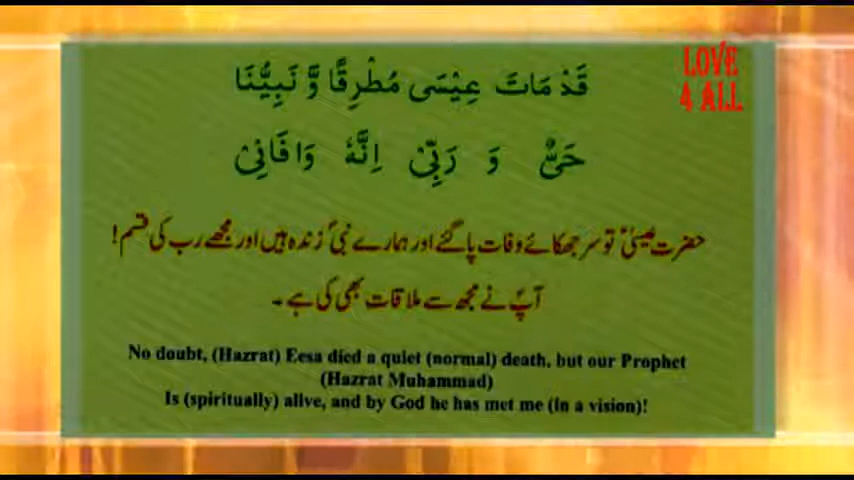 LOVE
4 ALL
قَدْ مَاتَ عِيْسَى مُطْرِقًا وَّ نَبِيُّنَا
حَيٌّ وَ رَبِّيْ اِنَّهٗ وَافَانِيْ
حضرت عیسیٰؑ تو سر جھکائے وفات پا گئے اور ہمارے نبیؐ زندہ ہیں اور مجھے رب کی قسم!
آپؐ نے مجھ سے ملاقات بھی کی ہے۔
No doubt, (Hazrat) Eesa died a quiet (normal) death, but our Prophet
(Hazrat Muhammad)
Is (spiritually) alive, and by God he has met me (in a vision)!